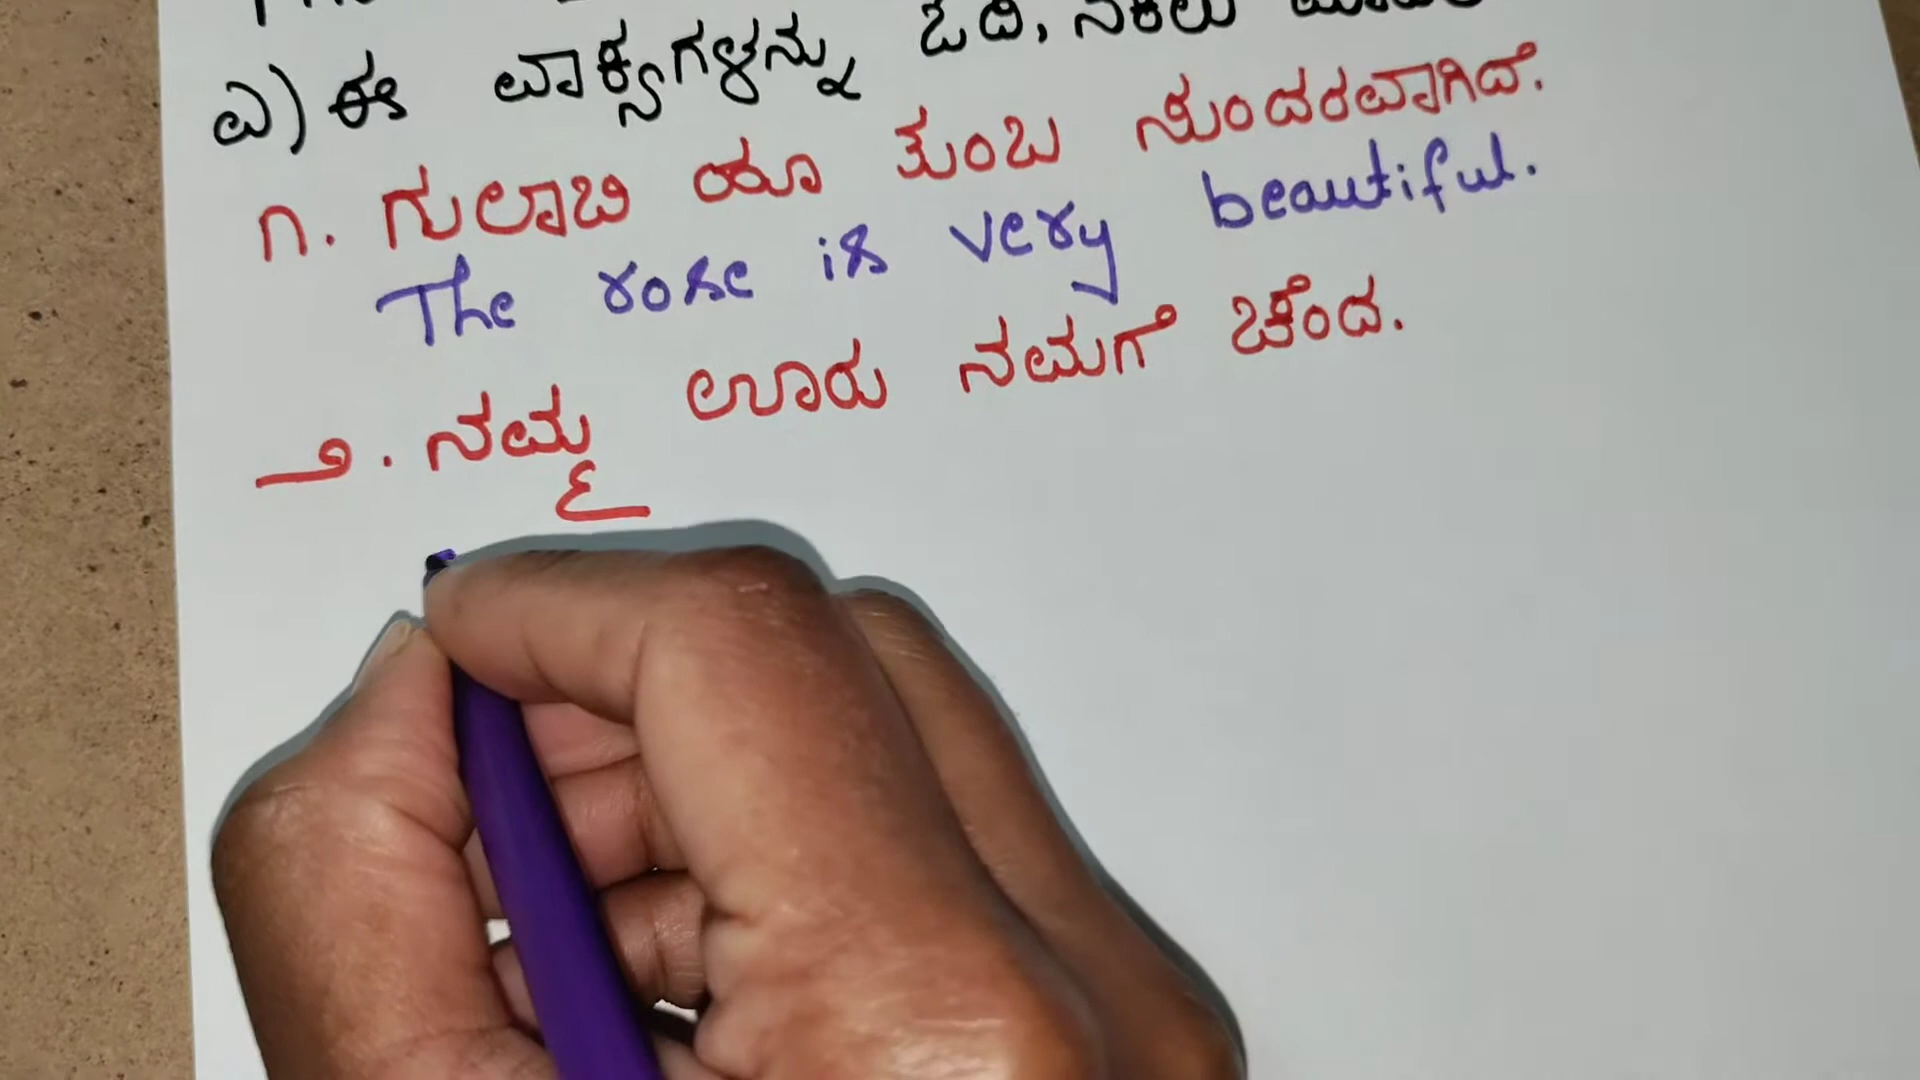 ಎ) ಈ ವಾಕ್ಯಗಳನ್ನು ಓದಿ, ನಕಲು
೧. ಗುಲಾಬಿ ಹೂ ತುಂಬ ಸುಂದರವಾಗಿದೆ.
The rose is very beautiful.
೨. ನಮ್ಮ ಊರು ನಮಗೆ ಚೆಂದ.